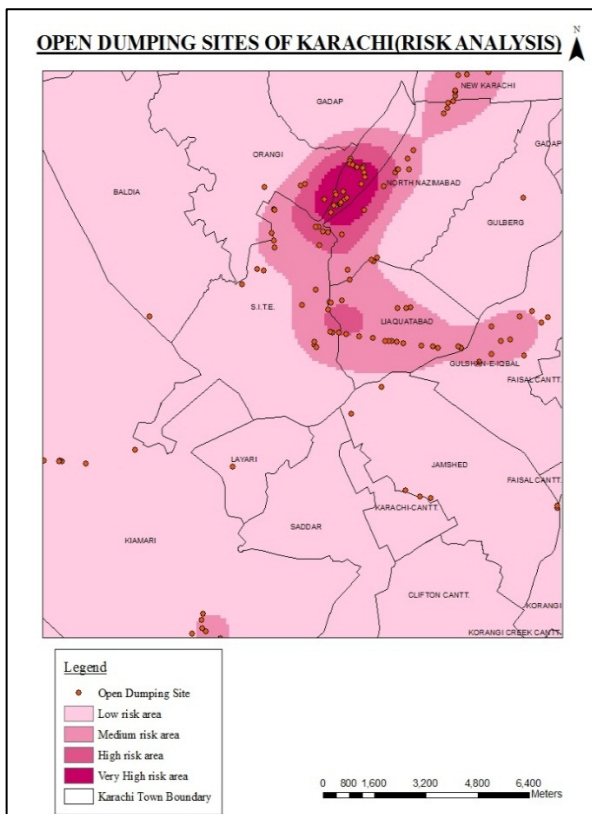 OPEN DUMPING SITES OF KARACHI(RISK ANALYSIS)
N
NEW KARACHI
GADAP
GADAP
ORANGI
BALDIA
NORTH NAZIMABAD
GULBERG
S.I.T.E.
LIAQUATABAD
GULSHAN-E-IQBAL
FAISAL CANTT.
LAYARI
JAMSHED
FAISAL CANTT.
KARACHI-CANTT.
SADDAR
KIAMARI
CLIFTON CANTT.
KORANGI
KORANGI CREEK CANTT.
Legend
Open Dumping Site
Low risk area
Medium risk area
High risk area
Very High risk area
Karachi Town Boundary
0 800 1,600 3,200 4,800 6,400
Meters